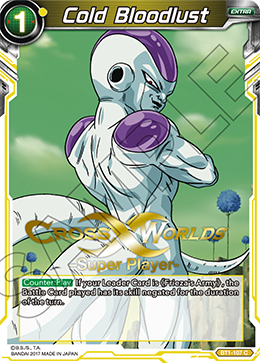 1
Cold Bloodlust
EXTRA
SAMPLE
CROSS WORLDS
-Super Player-
Counter Play If your Leader Card is ‹Frieza's Army›, the
Battle Card played has its skill negated for the duration
of the turn.
©B.S./S., T.A.
BANDAI 2017 MADE IN JAPAN
BT1-107 C